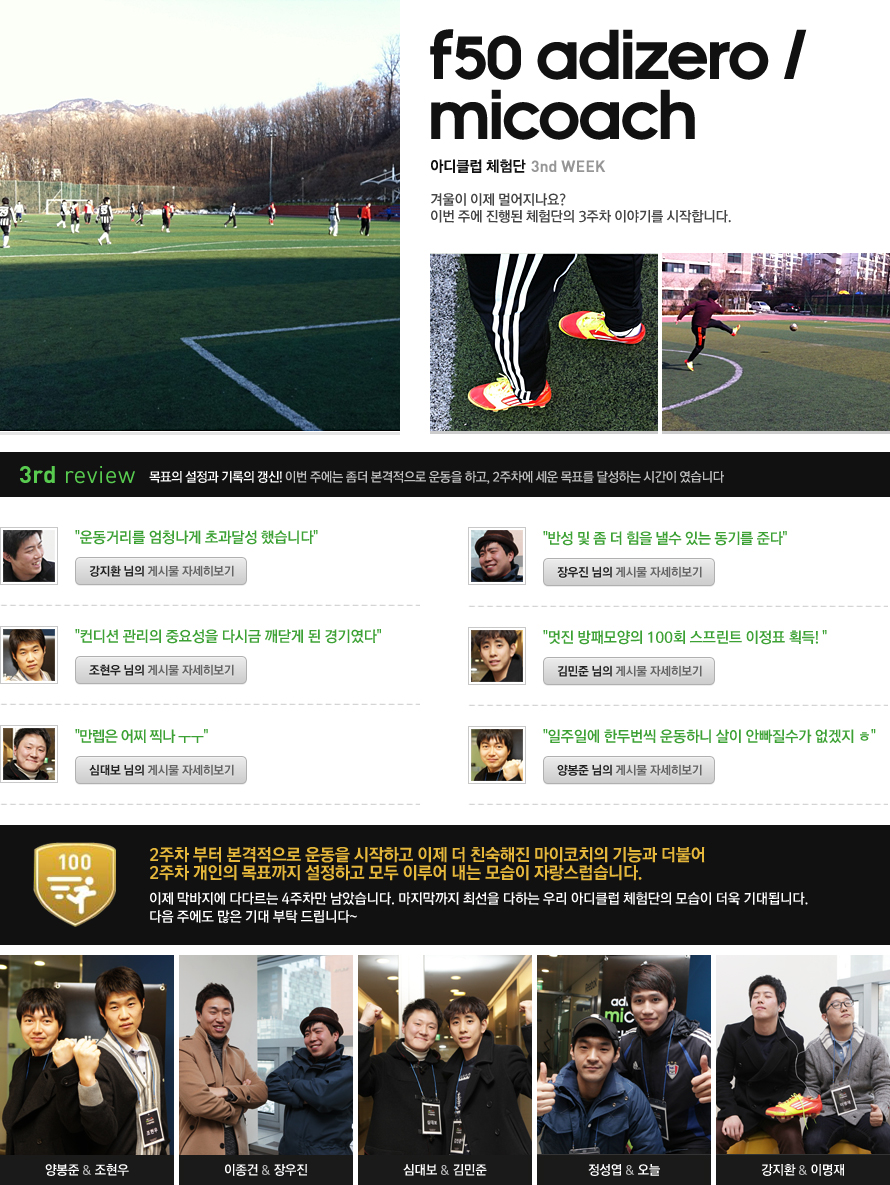 f50 adizero /
micoach
아디클럽 체험단 3nd WEEK
겨울이 이제 멀어지나요?
이번 주에 진행된 체험단의 3주차 이야기를 시작합니다.
3rd review 목표의 설정과 기록의 갱신! 이번 주에는 좀더 본격적으로 운동을 하고, 2주차에 세운 목표를 달성하는 시간이 였습니다
"운동거리를 엄청나게 초과달성 했습니다"
강지환 님의 게시물 자세히보기
"반성 및 좀 더 힘을 낼수 있는 동기를 준다"
장우진 님의 게시물 자세히보기
"컨디션 관리의 중요성을 다시금 깨닫게 된 경기였다"
조현우 님의 게시물 자세히보기
"멋진 방패모양의 100회 스프린트 이정표 획득! "
김민준 님의 게시물 자세히보기
"만렙은 어찌 찍나 ㅜㅜ"
심대보 님의 게시물 자세히보기
"일주일에 한두번씩 운동하니 살이 안빠질수가 없겠지 ㅎ"
양봉준 님의 게시물 자세히보기
100
2주차 부터 본격적으로 운동을 시작하고 이제 더 친숙해진 마이코치의 기능과 더불어
2주차 개인의 목표까지 설정하고 모두 이루어 내는 모습이 자랑스럽습니다.
이제 막바지에 다다르는 4주차만 남았습니다. 마지막까지 최선을 다하는 우리 아디클럽 체험단의 모습이 더욱 기대됩니다.
다음 주에도 많은 기대 부탁 드립니다~
양봉준 & 조현우
이종건 & 장우진
심대보 & 김민준
정성엽 & 오늘
강지환 & 이명재